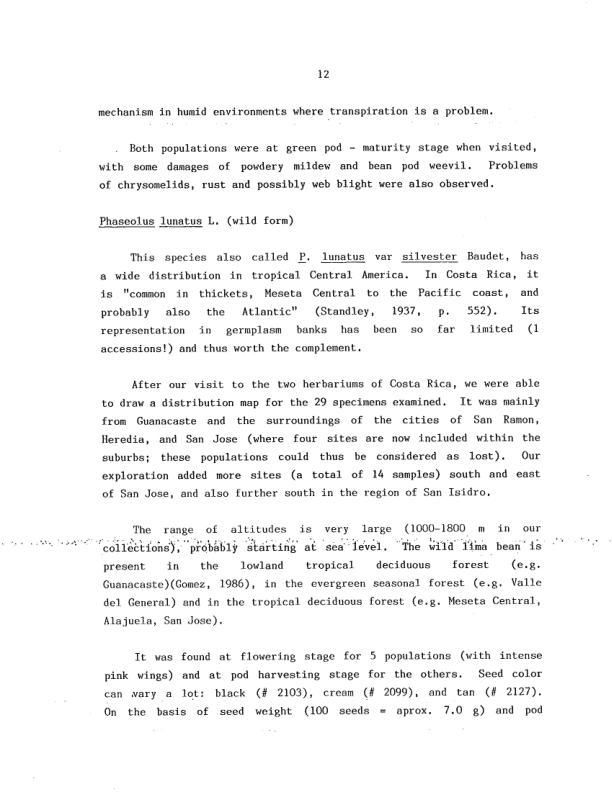 12
mechanism in humid environments where transpiration is a problem.
Both populations were at green pod - maturity stage when visited,
with some damages of powdery mildew and bean pod weevil. Problems
of chrysomelids, rust and possibly web blight were also observed.
Phaseolus lunatus L. (wild form)
This species also called P. lunatus var silvester Baudet, has
a wide distribution in tropical Central America. In Costa Rica, it
is "common in thickets, Meseta Central to the Pacific coast, and
probably also the Atlantic" (Standley, 1937, p. 552). Its
representation in germplasm banks has been so far limited (1
accessions!) and thus worth the complement.
After our visit to the two herbariums of Costa Rica, we were able
to draw a distribution map for the 29 specimens examined. It was mainly
from Guanacaste and the surroundings of the cities of San Ramon,
Heredia, and San Jose (where four sites are now included within the
suburbs; these populations could thus be considered as lost). Our
exploration added more sites (a total of 14 samples) south and east
of San Jose, and also further south in the region of San Isidro.
The range of altitudes is very large (1000-1800 m in our
collections), probably starting at sea level. The wild lima bean is
present in the lowland tropical deciduous forest (e.g.
Guanacaste)(Gomez, 1986), in the evergreen seasonal forest (e.g. Valle
del General) and in the tropical deciduous forest (e.g. Meseta Central,
Alajuela, San Jose).
It was found at flowering stage for 5 populations (with intense
pink wings) and at pod harvesting stage for the others. Seed color
can vary a lot: black (# 2103), cream (# 2099), and tan (# 2127).
On the basis of seed weight (100 seeds = aprox. 7.0 g) and pod